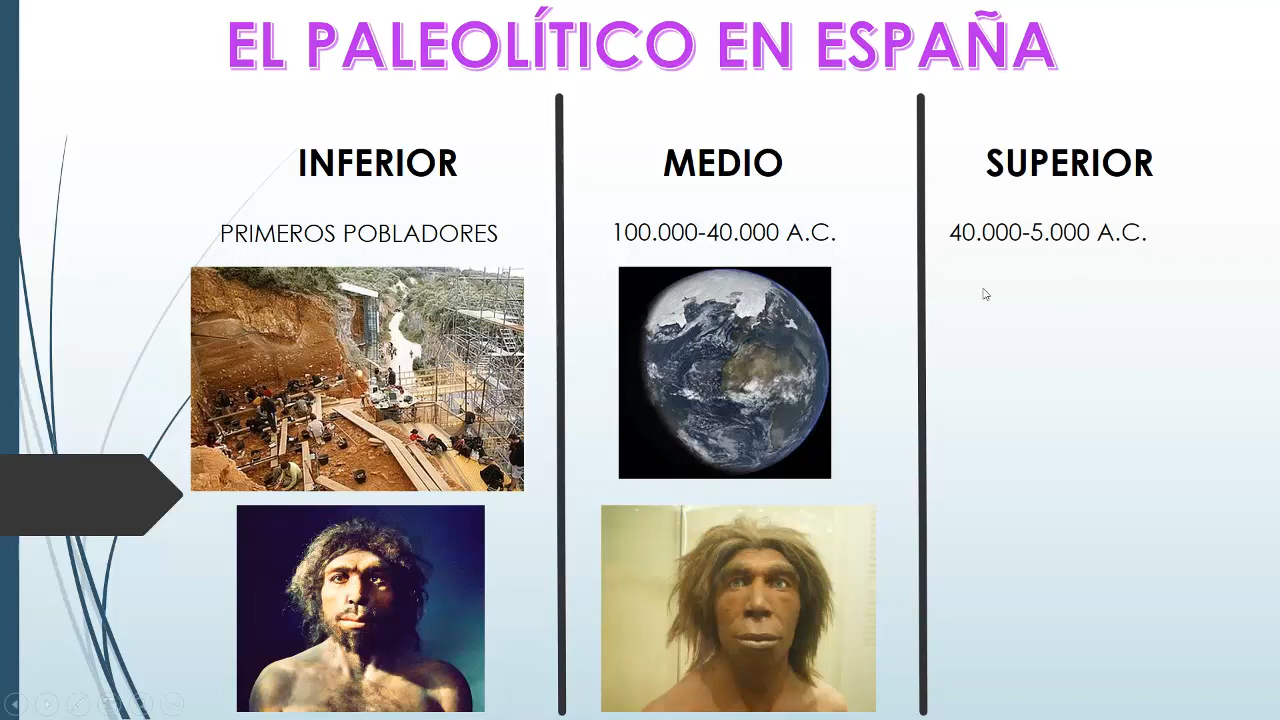 EL PALEOLÍTICO EN ESPAÑA
INFERIOR
MEDIO
SUPERIOR
PRIMEROS POBLADORES
100.000-40.000 A.C.
40.000-5.000 A.C.